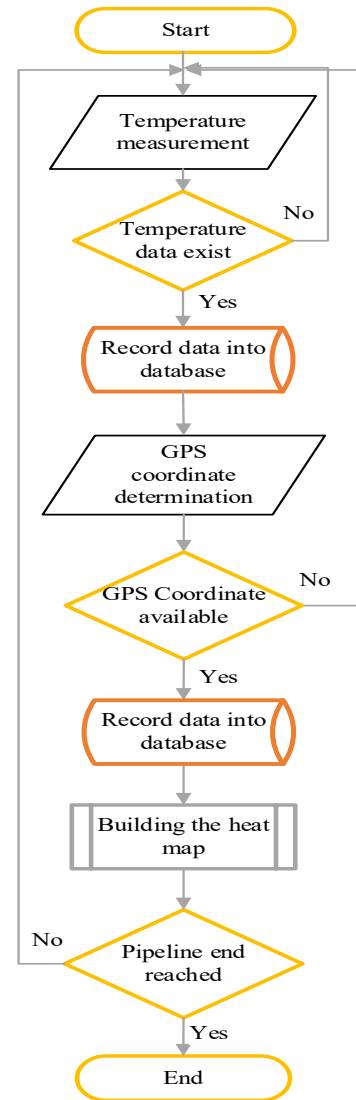 Start
Temperature
measurement
No
Temperature
data exist
Yes
Record data into
database
GPS
coordinate
determination
No
GPS Coordinate
available
Yes
Record data into
database
Building the heat
map
No
Pipeline end
reached
Yes
End